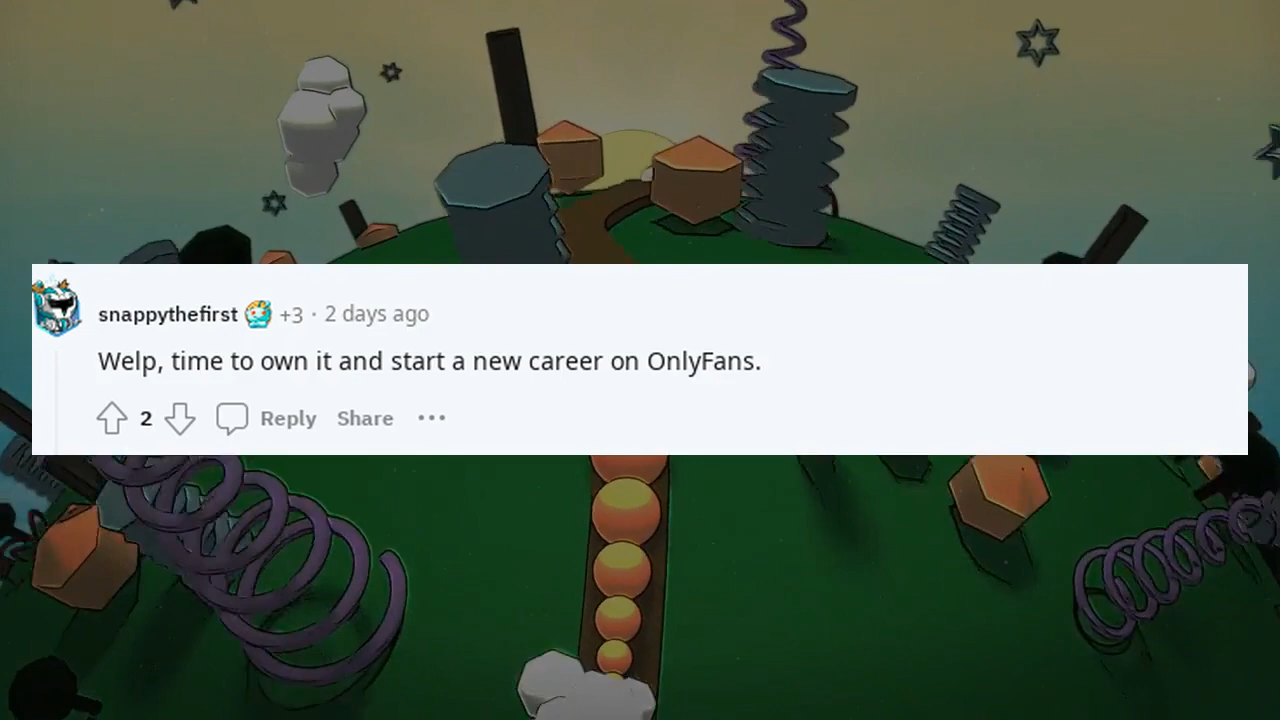 snappythefirst +3 · 2 days ago
Welp, time to own it and start a new career on OnlyFans.
2 Reply Share ···